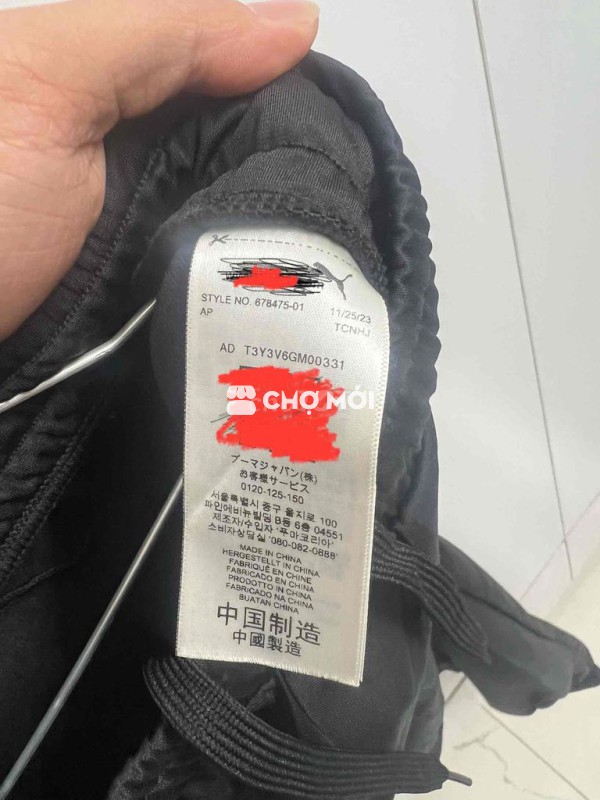 STYLE NO. 678475-01
11/25/23
AP
TCNHJ
AD T3Y3V6GM00331
CHỢ MỚI
プーマジャパン(株)
お客様サービス
0120-125-150
서울특별시 중구 을지로 100
파인에비뉴빌딩 B동 6층 04551
제조자/수입자 '푸마코리아'
소비자상담실 '080-082-0888'
MADE IN CHINA
HERGESTELLT IN CHINA
FABRIQUÉ EN CHINE
FABRICADO EN CHINA
PRODOTTO IN CHINA
FABRICADO NA CHINA
BUATAN CHINA
中国制造
中國製造